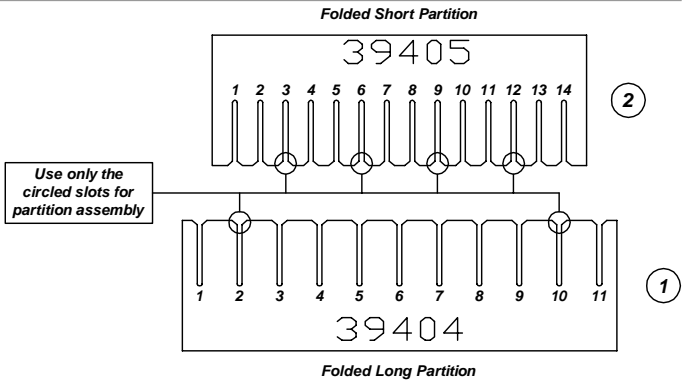 Folded Short Partition
39405
1 2 3 4 5 6 7 8 9 10 11 12 13 14
2
Use only the
circled slots for
partition assembly
1 2 3 4 5 6 7 8 9 10 11
1
39404
Folded Long Partition